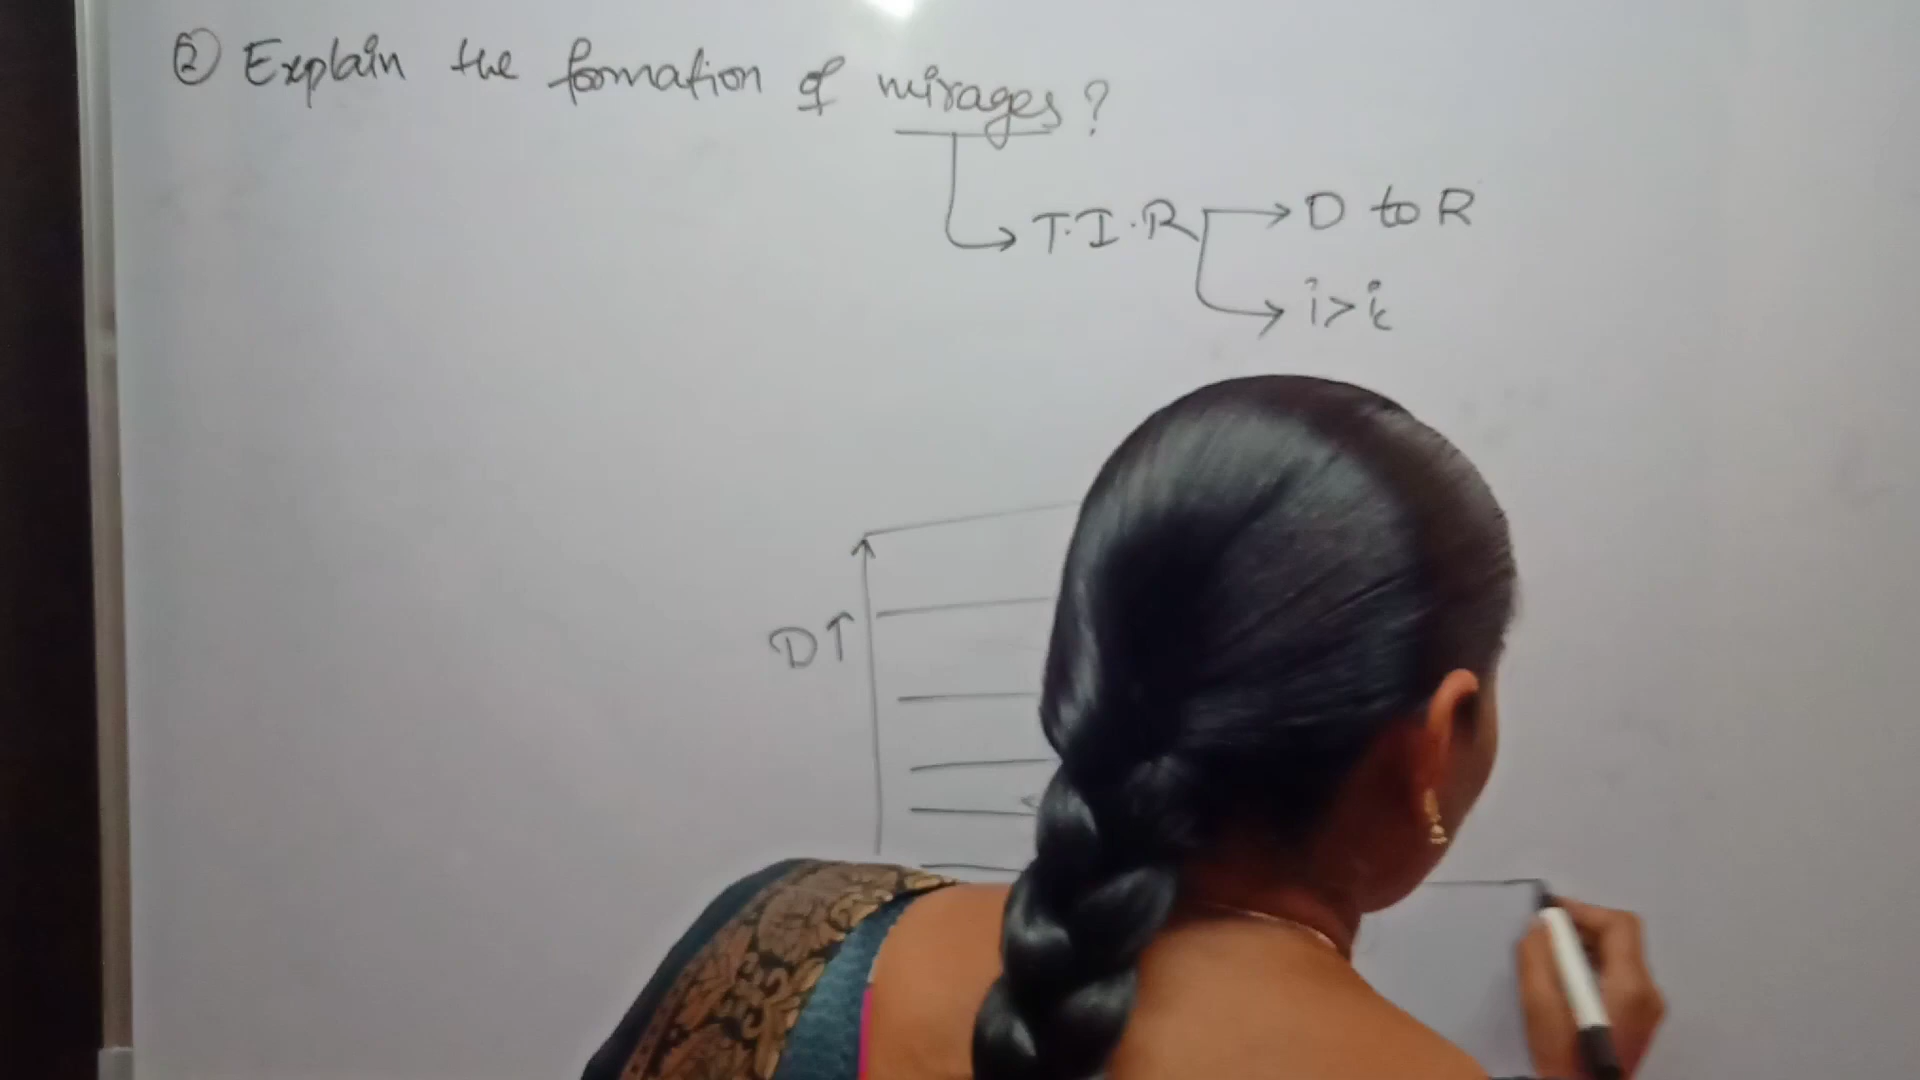 ② Explain the formation of mirages?
T.I.R → D to R
→ i>ic
D↑